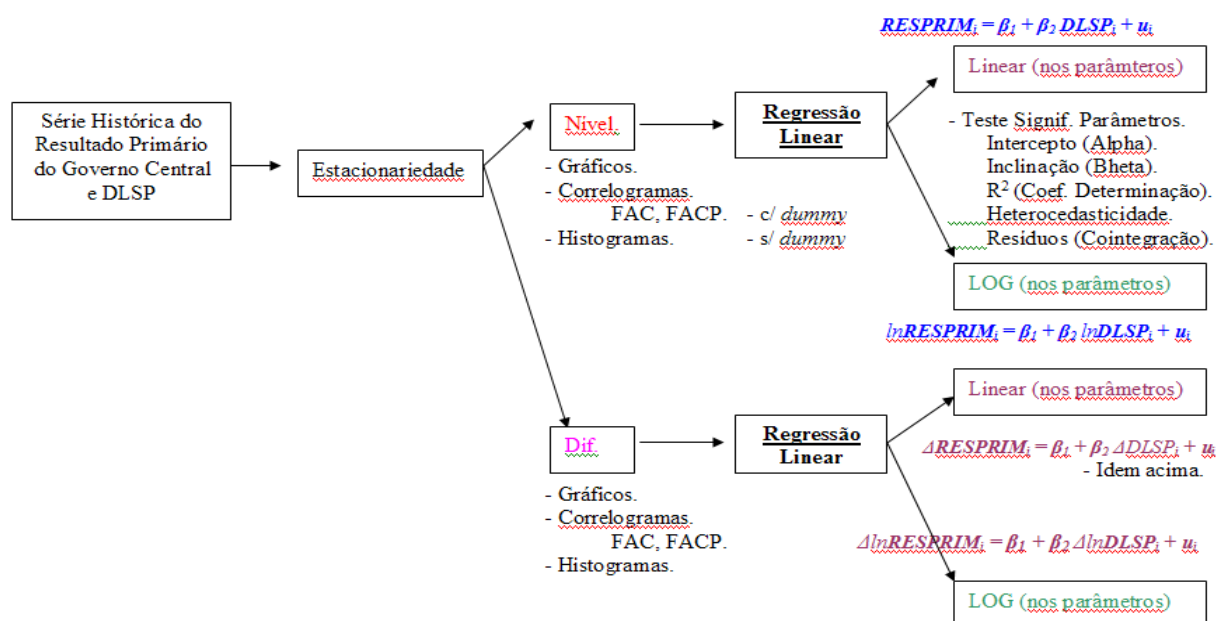 RESPRIMᵢ = β₁ + β₂ DLSPᵢ + uᵢ
Linear (nos parâmteros)
Série Histórica do
Resultado Primário
do Governo Central
e DLSP
Estacionariedade
Nível.
- Gráficos.
- Correlogramas.
FAC, FACP.
- Histogramas.
Regressão
Linear
- c/ dummy
- s/ dummy
- Teste Signif. Parâmetros.
Intercepto (Alpha).
Inclinação (Bheta).
R² (Coef. Determinação).
Heterocedasticidade.
Resíduos (Cointegração).
LOG (nos parâmetros)
lnRESPRIMᵢ = β₁ + β₂ lnDLSPᵢ + uᵢ
Dif.
- Gráficos.
- Correlogramas.
FAC, FACP.
- Histogramas.
Regressão
Linear
Linear (nos parâmetros)
ΔRESPRIMᵢ = β₁ + β₂ ΔDLSPᵢ + uᵢ
- Idem acima.
ΔlnRESPRIMᵢ = β₁ + β₂ ΔlnDLSPᵢ + uᵢ
LOG (nos parâmetros)